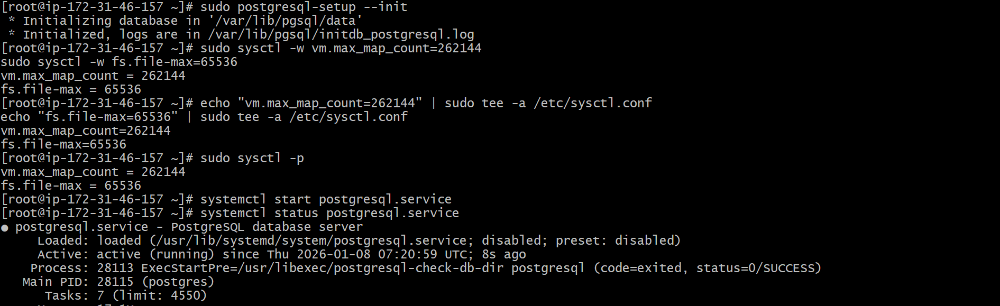 [root@ip-172-31-46-157 ~]# sudo postgresql-setup --init
 * Initializing database in '/var/lib/pgsql/data'
 * Initialized, logs are in /var/lib/pgsql/initdb_postgresql.log
[root@ip-172-31-46-157 ~]# sudo sysctl -w vm.max_map_count=262144
sudo sysctl -w fs.file-max=65536
vm.max_map_count = 262144
fs.file-max = 65536
[root@ip-172-31-46-157 ~]# echo "vm.max_map_count=262144" | sudo tee -a /etc/sysctl.conf
echo "fs.file-max=65536" | sudo tee -a /etc/sysctl.conf
vm.max_map_count=262144
fs.file-max=65536
[root@ip-172-31-46-157 ~]# sudo sysctl -p
vm.max_map_count = 262144
fs.file-max = 65536
[root@ip-172-31-46-157 ~]# systemctl start postgresql.service
[root@ip-172-31-46-157 ~]# systemctl status postgresql.service
● postgresql.service - PostgreSQL database server
     Loaded: loaded (/usr/lib/systemd/system/postgresql.service; disabled; preset: disabled)
     Active: active (running) since Thu 2026-01-08 07:20:59 UTC; 8s ago
    Process: 28113 ExecStartPre=/usr/libexec/postgresql-check-db-dir postgresql (code=exited, status=0/SUCCESS)
   Main PID: 28115 (postgres)
      Tasks: 7 (limit: 4550)